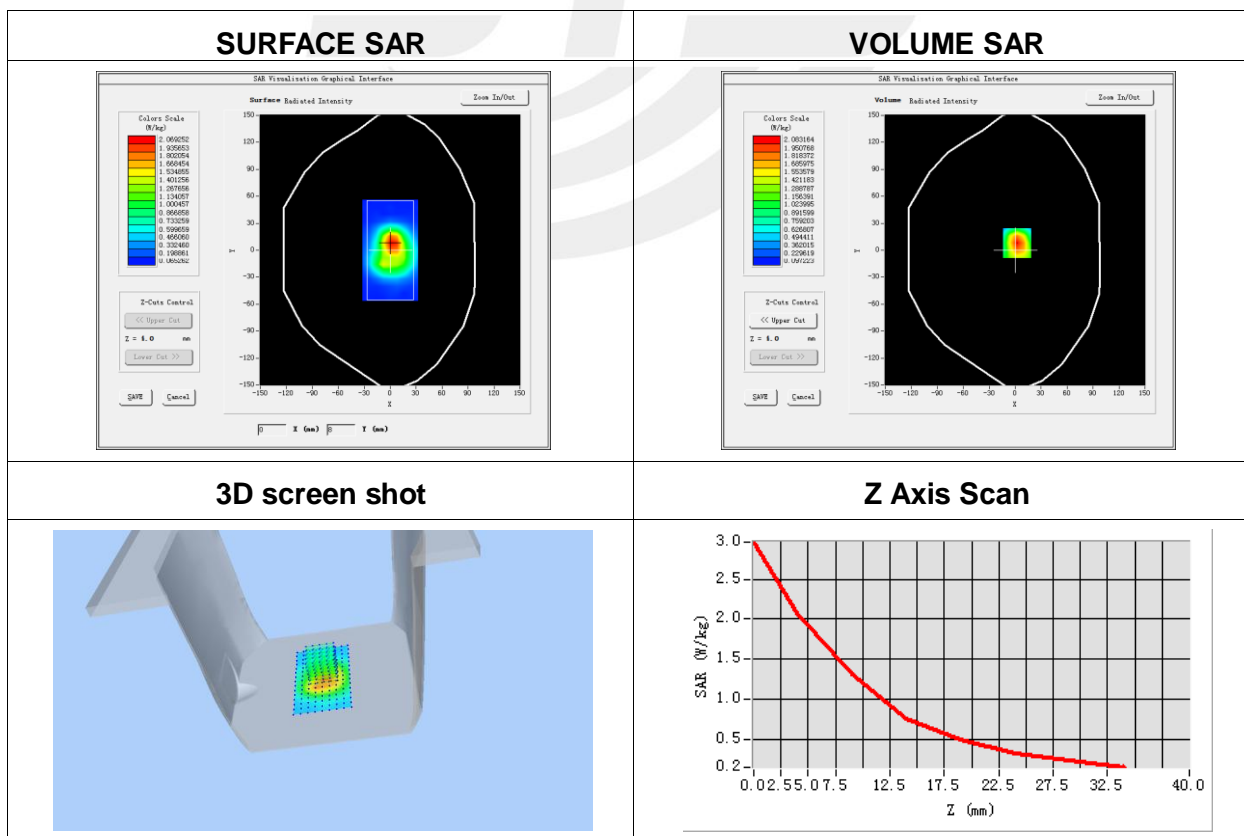 SURFACE SAR
VOLUME SAR
SAR Visualisation Graphical Interface
Surface Radiated Intensity
Zoom In/Out
Colors Scale
(W/kg)
2.069252
1.935653
1.802054
1.668454
1.534855
1.401256
1.267656
1.134057
1.000457
0.866858
0.733259
0.599659
0.466060
0.332460
0.198861
0.065262
150
120
90
60
30
0
-30
-60
-90
-120
-150
Y
-150 -120 -90 -60 -30 0 30 60 90 120 150
X
Z-Cuts Control
<< Upper Cut
Z = 4.0 mm
Lower Cut >>
SAVE Cancel
0 X (mm) 8 Y (mm)
SAR Visualisation Graphical Interface
Volume Radiated Intensity
Zoom In/Out
Colors Scale
(W/kg)
2.083164
1.950768
1.818372
1.685975
1.553579
1.421183
1.288787
1.156391
1.023995
0.891599
0.759203
0.626807
0.494411
0.362015
0.229619
0.097223
150
120
90
60
30
0
-30
-60
-90
-120
-150
Y
-150 -120 -90 -60 -30 0 30 60 90 120 150
X
Z-Cuts Control
<< Upper Cut
Z = 4.0 mm
Lower Cut >>
SAVE Cancel
3D screen shot
Z Axis Scan
3.0
2.5
2.0
1.5
1.0
0.5
0.2
SAR (W/kg)
0.0 2.5 5.0 7.5 12.5 17.5 22.5 27.5 32.5 40.0
Z (mm)